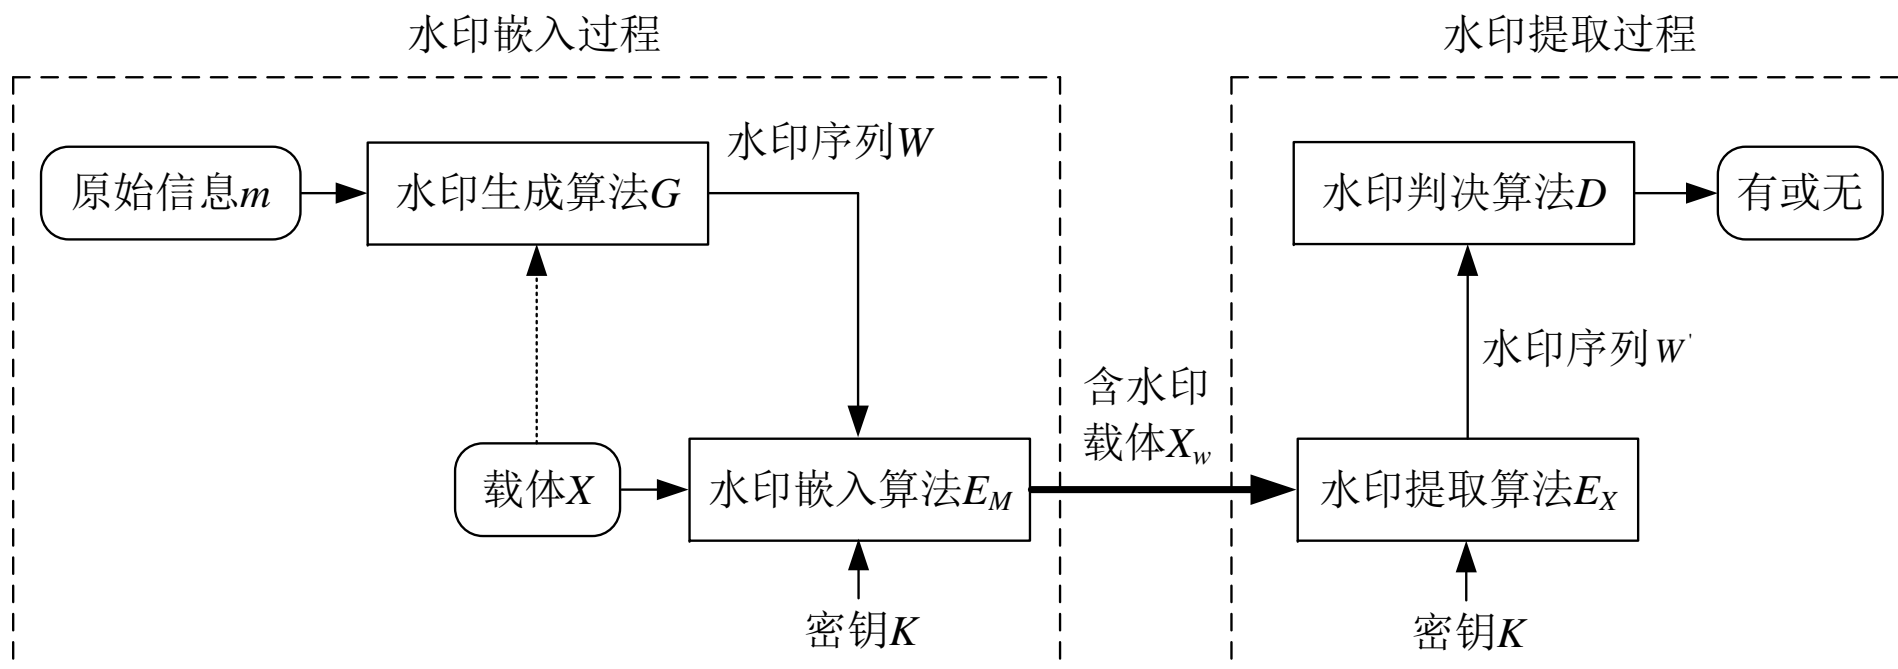 水印嵌入过程
水印提取过程
原始信息m
水印生成算法G
水印序列W
水印判决算法D
有或无
水印序列W'
含水印
载体Xw
载体X
水印嵌入算法EM
水印提取算法EX
密钥K
密钥K